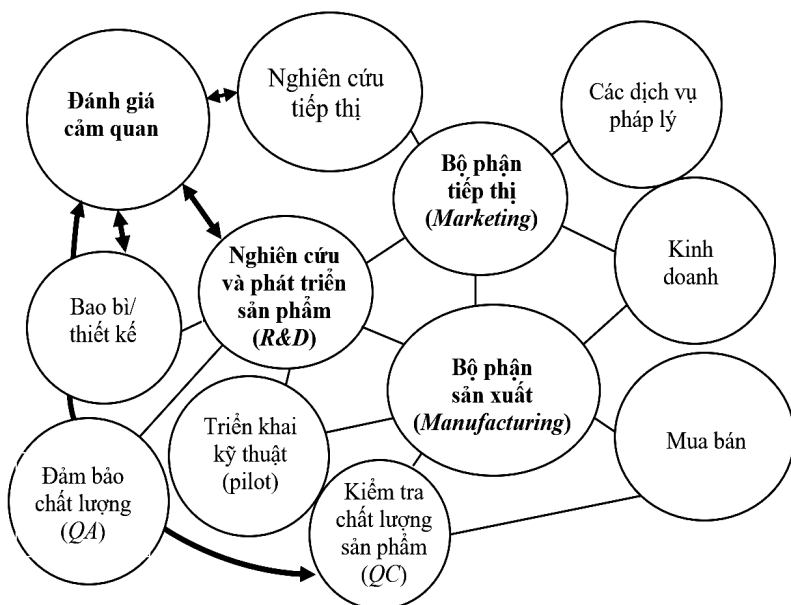 Đánh giá
cảm quan
Nghiên cứu
tiếp thị
Các dịch vụ
pháp lý
Bộ phận
tiếp thị
(Marketing)
Kinh
doanh
Nghiên cứu
và phát triển
sản phẩm
(R&D)
Bao bì/
thiết kế
Bộ phận
sản xuất
(Manufacturing)
Mua bán
Triển khai
kỹ thuật
(pilot)
Đảm bảo
chất lượng
(QA)
Kiểm tra
chất lượng
sản phẩm
(QC)